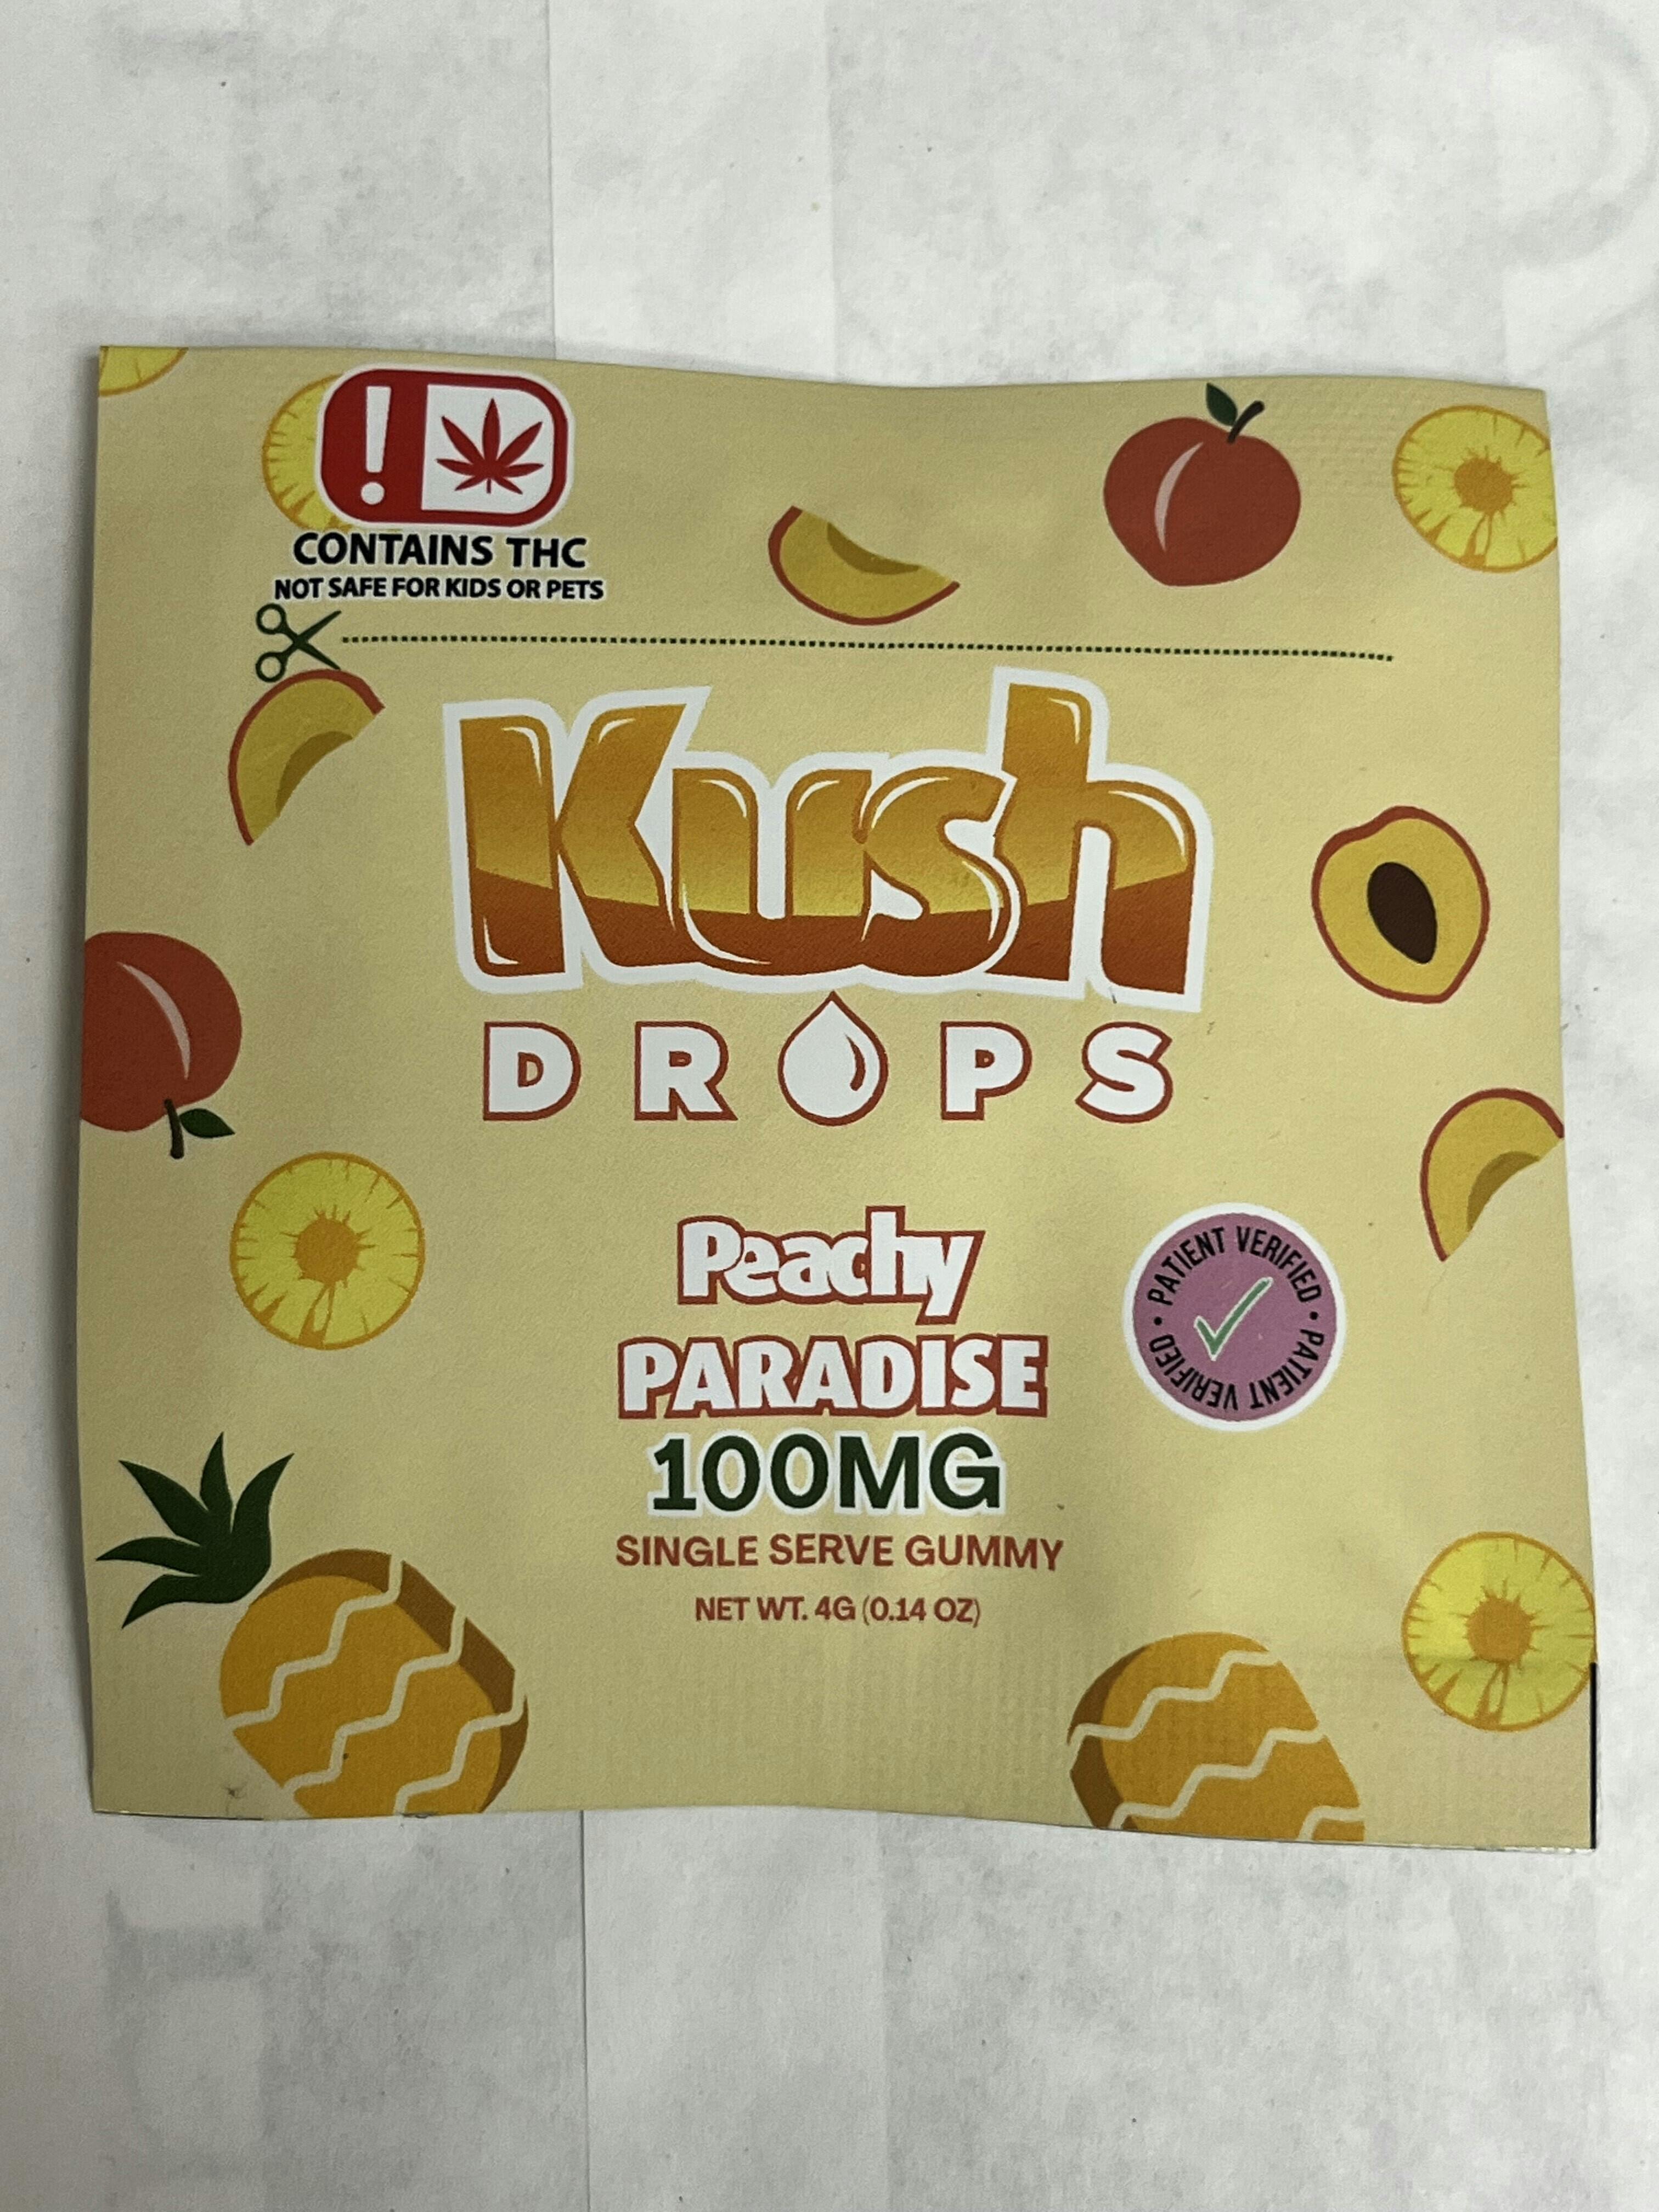 !
CONTAINS THC
NOT SAFE FOR KIDS OR PETS
Kush
DROPS
Peachy
PARADISE
100MG
SINGLE SERVE GUMMY
NET WT. 4G (0.14 OZ)
PATIENT VERIFIED • PATIENT VERIFIED •